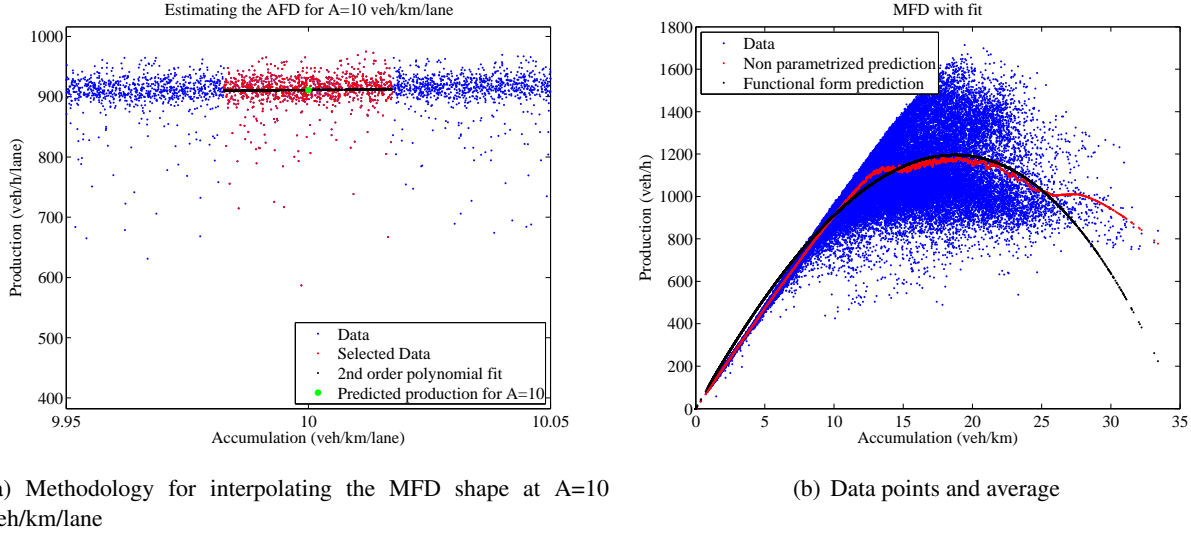 Estimating the AFD for A=10 veh/km/lane
1000
900
800
700
600
500
400
Production (veh/h/lane)
Data
Selected Data
2nd order polynomial fit
Predicted production for A=10
9.95
10
10.05
Accumulation (veh/km/lane)
MFD with fit
1800
1600
1400
1200
1000
800
600
400
200
0
Production (veh/h)
Data
Non parametrized prediction
Functional form prediction
0
5
10
15
20
25
30
35
Accumulation (veh/km)
a) Methodology for interpolating the MFD shape at A=10
eh/km/lane
(b) Data points and average